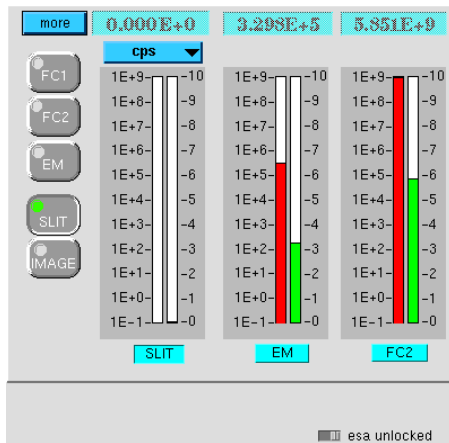 more 0.000E+0 3.298E+5 5.851E+9
cps
FC1
FC2
EM
SLIT
IMAGE
1E+9 10 1E+9 10 1E+9 10
1E+8 9 1E+8 9 1E+8 9
1E+7 8 1E+7 8 1E+7 8
1E+6 7 1E+6 7 1E+6 7
1E+5 6 1E+5 6 1E+5 6
1E+4 5 1E+4 5 1E+4 5
1E+3 4 1E+3 4 1E+3 4
1E+2 3 1E+2 3 1E+2 3
1E+1 2 1E+1 2 1E+1 2
1E+0 1 1E+0 1 1E+0 1
1E-1 0 1E-1 0 1E-1 0
SLIT EM FC2
esa unlocked